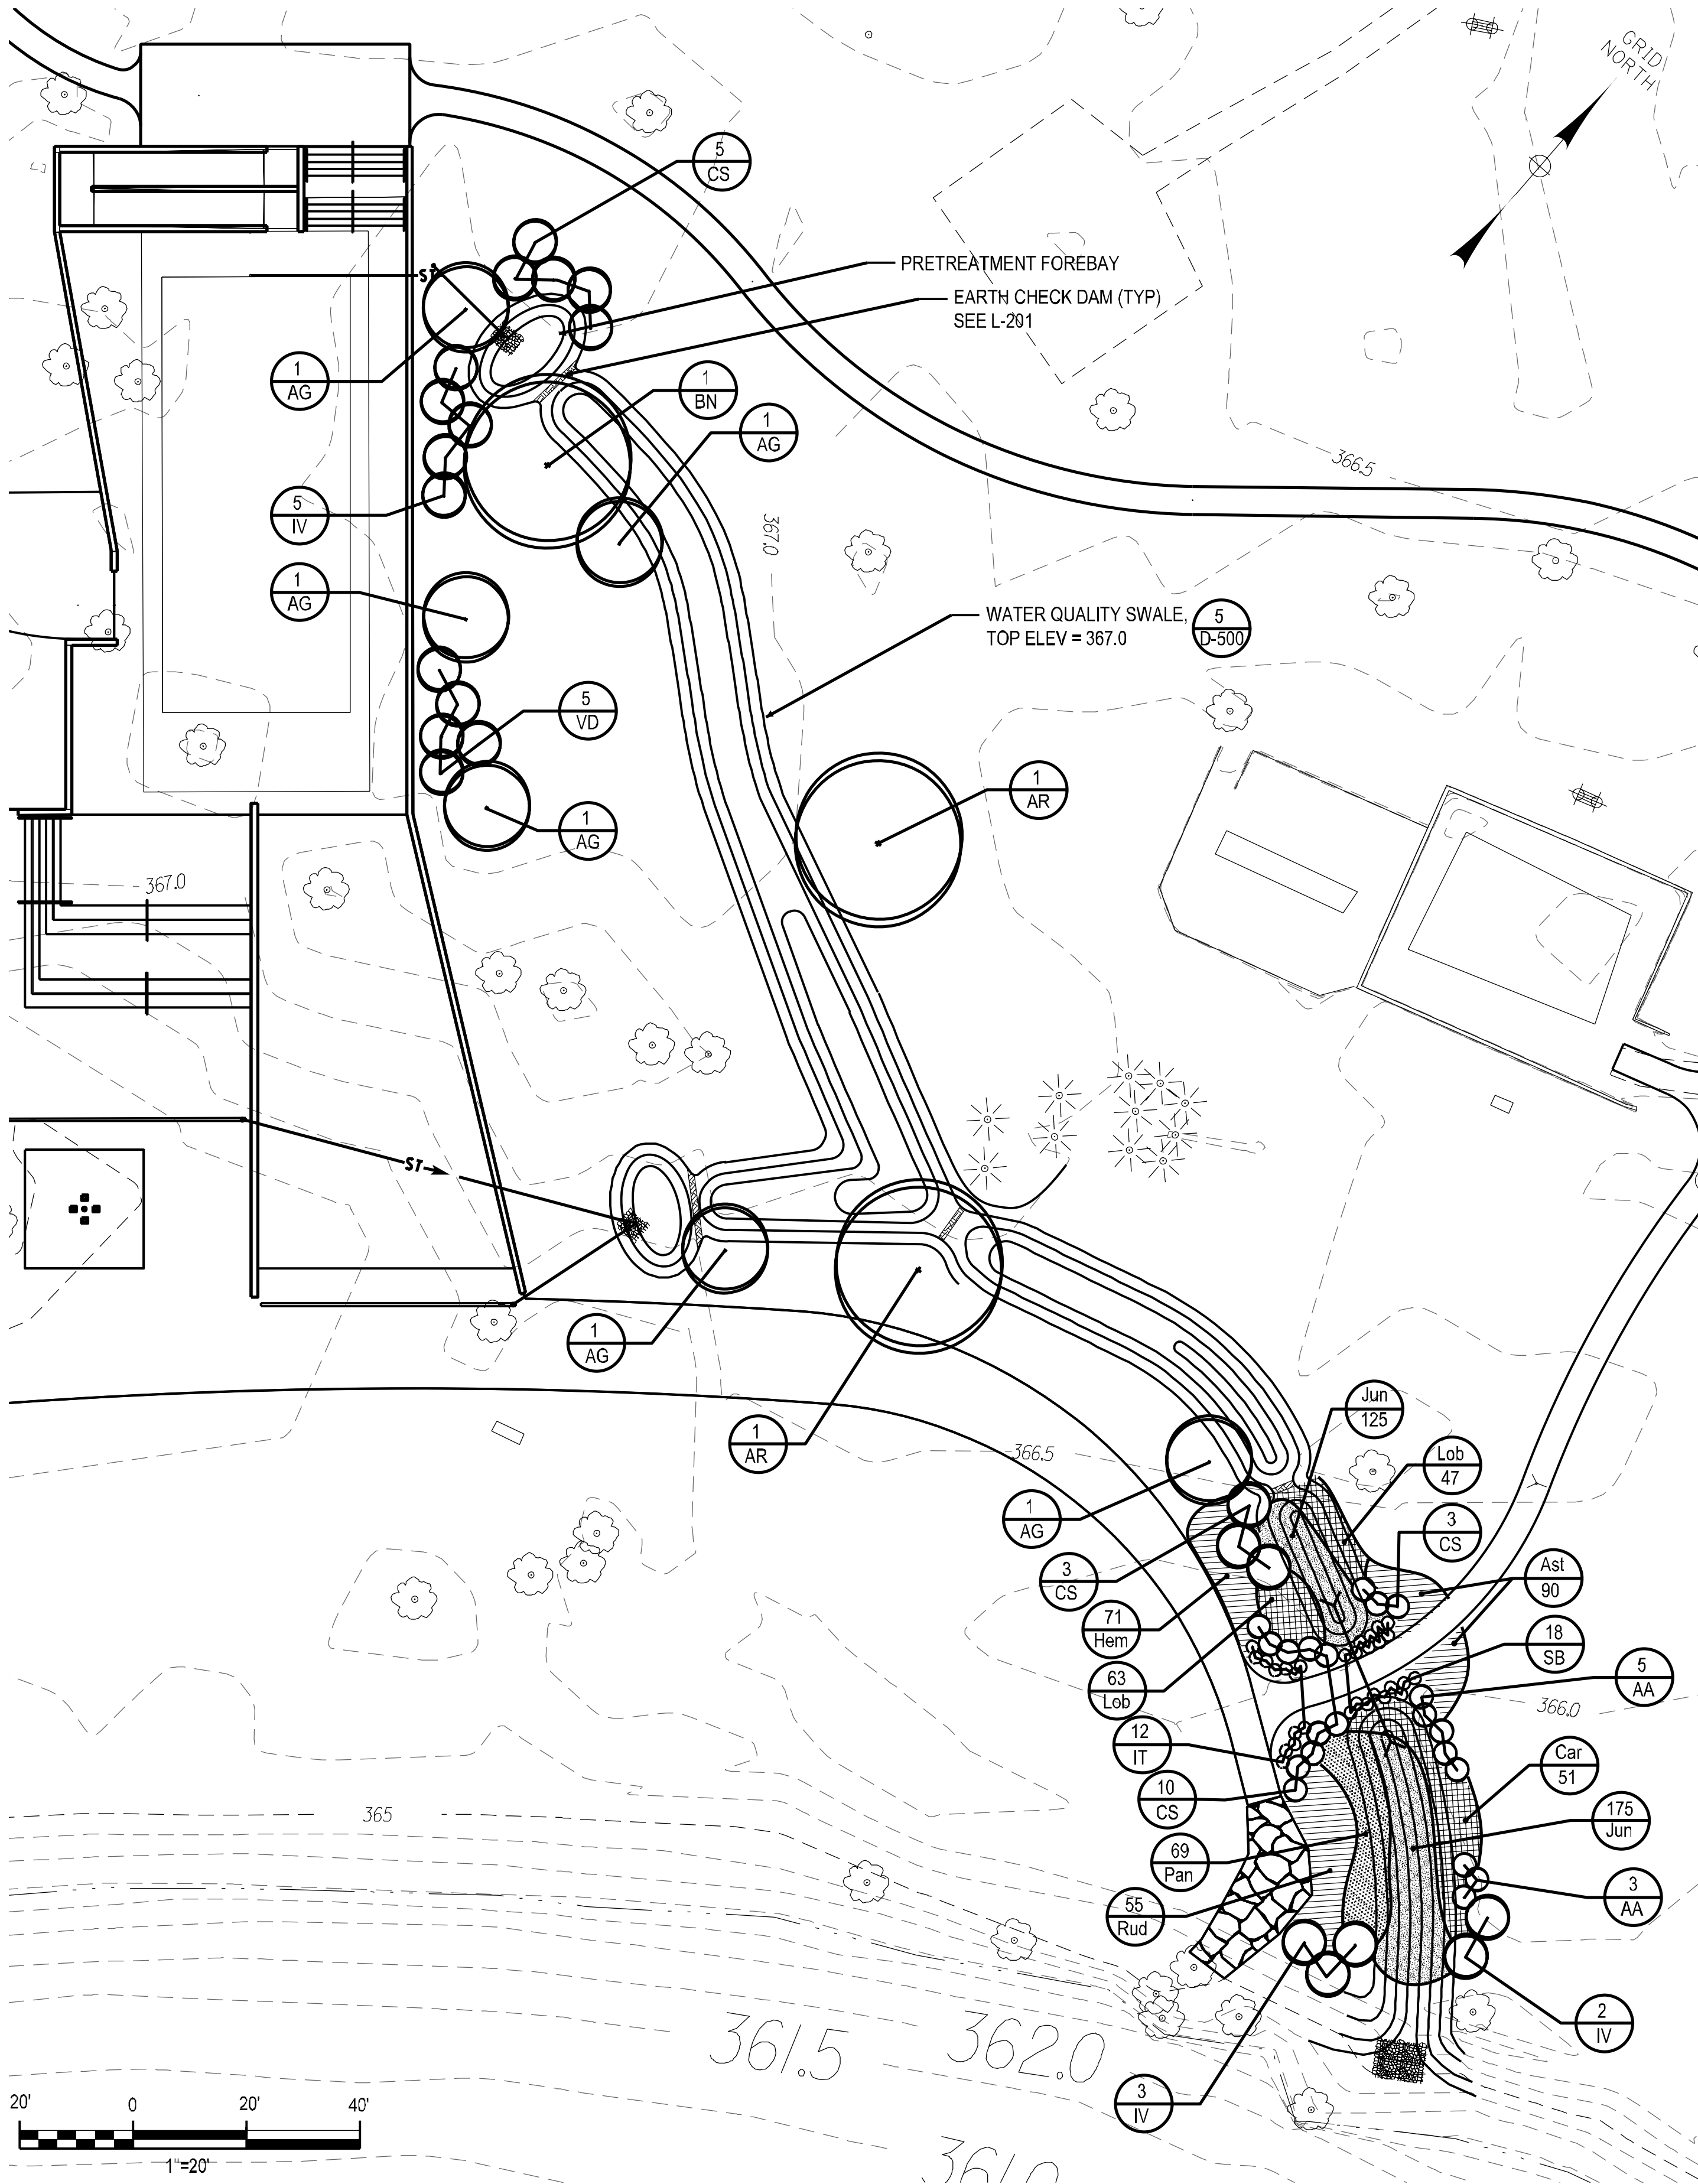 GRID
NORTH
5
CS
PRETREATMENT FOREBAY
EARTH CHECK DAM (TYP)
SEE L-201
ST
1
AG
1
BN
1
AG
366.5
5
IV
367.0
1
AG
WATER QUALITY SWALE,
TOP ELEV = 367.0
5
D-500
5
VD
1
AR
1
AG
367.0
ST
1
AG
1
AR
366.5
Jun
125
Lob
47
1
AG
3
CS
3
CS
Ast
90
71
Hem
18
SB
63
Lob
5
AA
366.0
12
IT
Car
51
10
CS
365
175
Jun
69
Pan
3
AA
55
Rud
2
IV
361.5
362.0
3
IV
20'
0
20'
40'
1"=20'
361.0